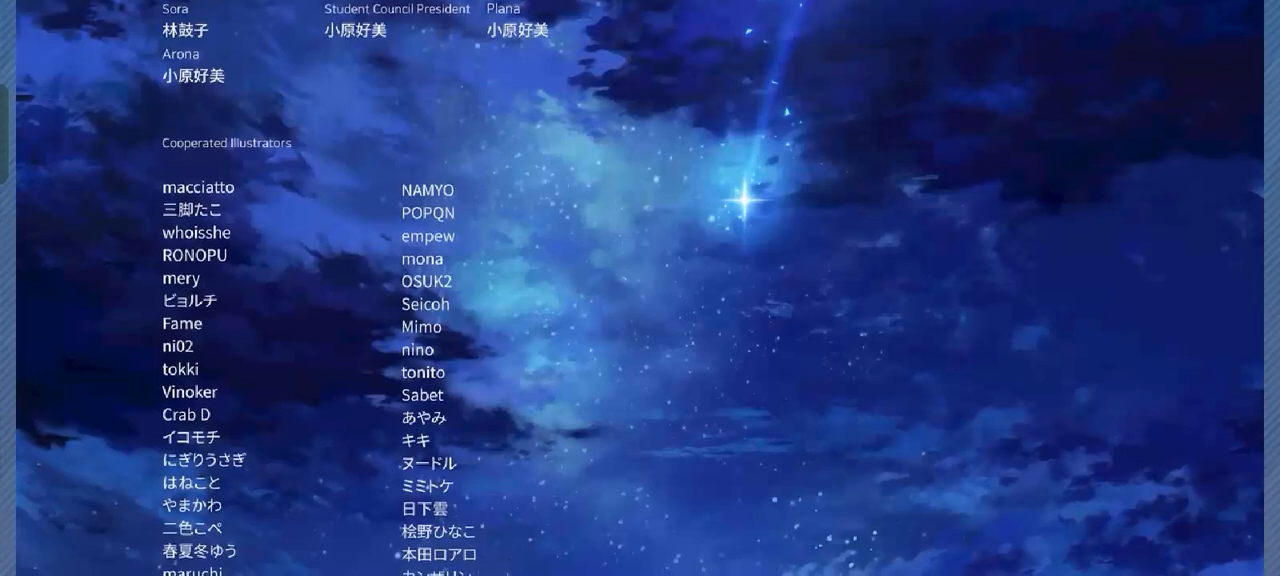 Sora
林鼓子
Student Council President
小原好美
Plana
小原好美
Arona
小原好美
Cooperated Illustrators
macciatto
三脚たこ
whoisshe
RONOPU
mery
ビョルチ
Fame
ni02
tokki
Vinoker
Crab D
イコモチ
にぎりうさぎ
はねこと
やまかわ
二色こぺ
春夏冬ゆう
maruchi
NAMYO
POPQN
empew
mona
OSUK2
Seicoh
Mimo
nino
tonito
Sabet
あやみ
キキ
ヌードル
ミミトケ
日下雲
桧野ひなこ
本田ロアロ